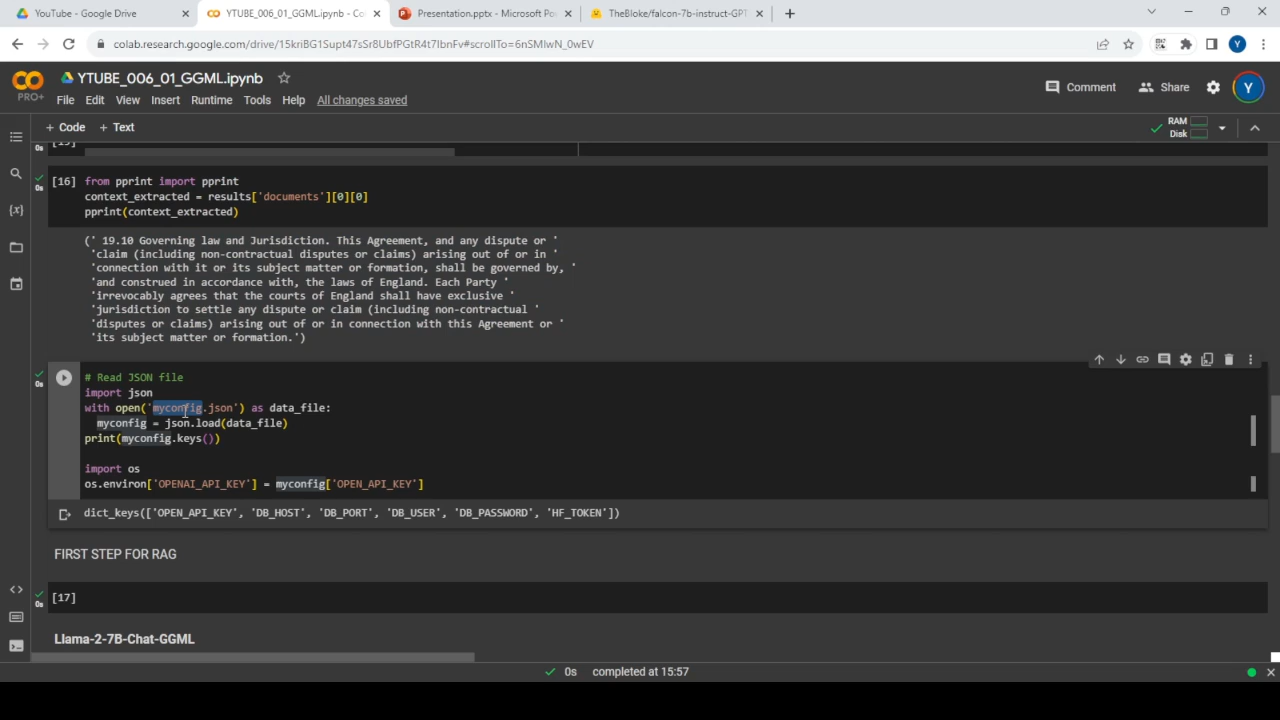 YouTube - Google Drive
YTUBE_006_01_GGML.ipynb - Co
Presentation.pptx - Microsoft Po
TheBloke/falcon-7b-instruct-GPT
colab.research.google.com/drive/15kriBG1Supt47sSr8UbfPGtR4t7IbnFv#scrollTo=6nSMlwN_0wEV
Y
YTUBE_006_01_GGML.ipynb
PRO+
File Edit View Insert Runtime Tools Help All changes saved
Comment
Share
Y
+ Code + Text
RAM
Disk
0s
[16] from pprint import pprint
0s
context_extracted = results['documents'][0][0]
pprint(context_extracted)
(' 19.10 Governing law and Jurisdiction. This Agreement, and any dispute or '
'claim (including non-contractual disputes or claims) arising out of or in '
'connection with it or its subject matter or formation, shall be governed by, '
'and construed in accordance with, the laws of England. Each Party '
'irrevocably agrees that the courts of England shall have exclusive '
'jurisdiction to settle any dispute or claim (including non-contractual '
'disputes or claims) arising out of or in connection with this Agreement or '
'its subject matter or formation.')
# Read JSON file
0s
import json
with open('myconfig.json') as data_file:
myconfig = json.load(data_file)
print(myconfig.keys())
import os
os.environ['OPENAI_API_KEY'] = myconfig['OPEN_API_KEY']
dict_keys(['OPEN_API_KEY', 'DB_HOST', 'DB_PORT', 'DB_USER', 'DB_PASSWORD', 'HF_TOKEN'])
FIRST STEP FOR RAG
[17]
0s
Llama-2-7B-Chat-GGML
0s completed at 15:57